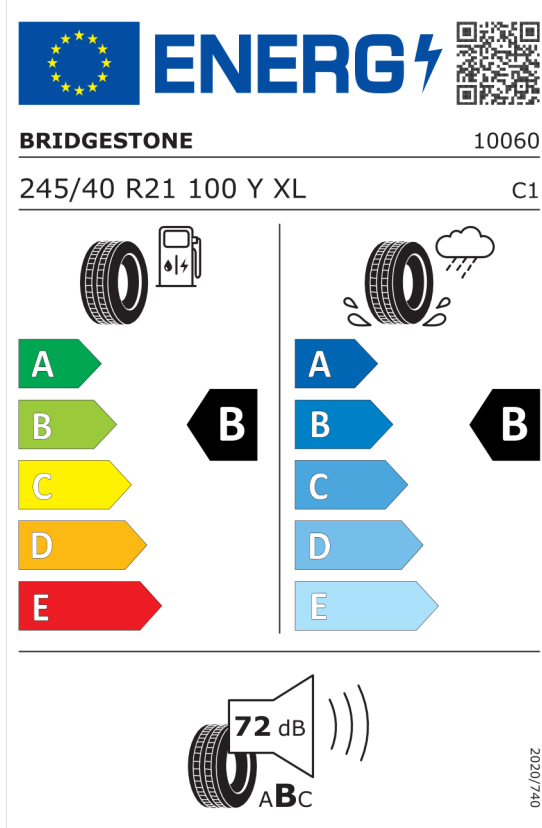 ENERG
BRIDGESTONE 10060
245/40 R21 100 Y XL C1
A A
B B B B
C C
D D
E E
72 dB
ABC
2020/740